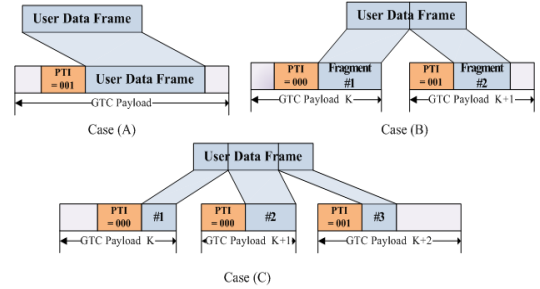 User Data Frame
PTI
= 001
User Data Frame
GTC Payload
Case (A)
User Data Frame
PTI
= 000
Fragment
#1
PTI
= 001
Fragment
#2
GTC Payload K
GTC Payload K+1
Case (B)
User Data Frame
PTI
= 000
#1
PTI
= 000
#2
PTI
= 001
#3
GTC Payload K
GTC Payload K+1
GTC Payload K+2
Case (C)